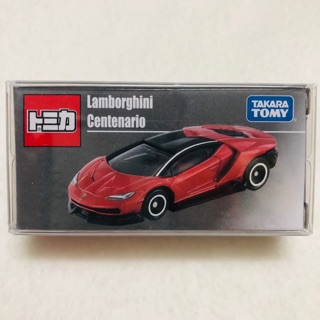 トミカ
Lamborghini
Centenario
TAKARA
TOMY